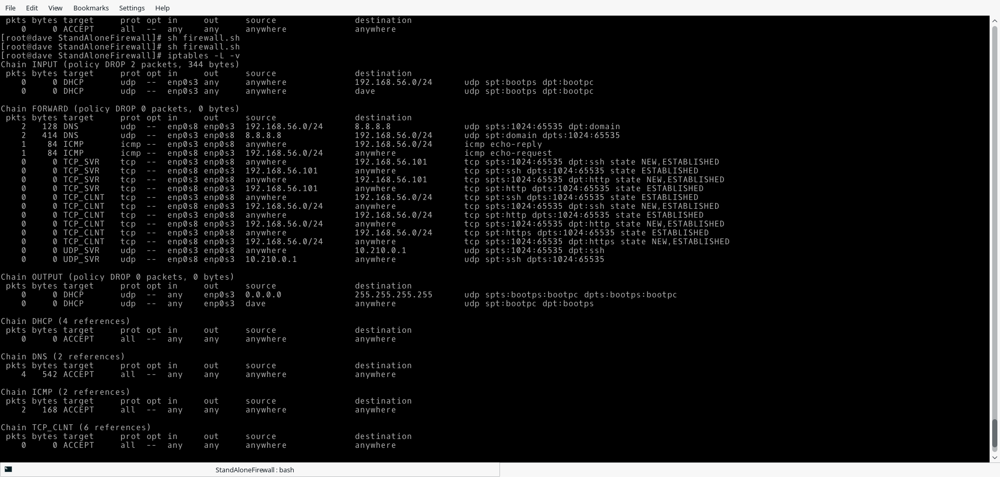 File Edit View Bookmarks Settings Help
pkts bytes target prot opt in out source destination
0 0 ACCEPT all -- any any anywhere anywhere
[root@dave StandAloneFirewall]# sh firewall.sh
[root@dave StandAloneFirewall]# sh firewall.sh
[root@dave StandAloneFirewall]# iptables -L -v
Chain INPUT (policy DROP 2 packets, 344 bytes)
pkts bytes target prot opt in out source destination
0 0 DHCP udp -- enp0s3 any anywhere 192.168.56.0/24 udp spt:bootps dpt:bootpc
0 0 DHCP udp -- enp0s3 any anywhere dave udp spt:bootps dpt:bootpc
Chain FORWARD (policy DROP 0 packets, 0 bytes)
pkts bytes target prot opt in out source destination
2 128 DNS udp -- enp0s8 enp0s3 192.168.56.0/24 8.8.8.8 udp spts:1024:65535 dpt:domain
2 414 DNS udp -- enp0s3 enp0s8 8.8.8.8 192.168.56.0/24 udp spt:domain dpts:1024:65535
1 84 ICMP icmp -- enp0s3 enp0s8 anywhere 192.168.56.0/24 icmp echo-reply
1 84 ICMP icmp -- enp0s8 enp0s3 192.168.56.0/24 anywhere icmp echo-request
0 0 TCP_SVR tcp -- enp0s3 enp0s8 anywhere 192.168.56.101 tcp spts:1024:65535 dpt:ssh state NEW,ESTABLISHED
0 0 TCP_SVR tcp -- enp0s8 enp0s3 192.168.56.101 anywhere tcp spt:ssh dpts:1024:65535 state ESTABLISHED
0 0 TCP_SVR tcp -- enp0s3 enp0s8 anywhere 192.168.56.101 tcp spts:1024:65535 dpt:http state NEW,ESTABLISHED
0 0 TCP_SVR tcp -- enp0s8 enp0s3 192.168.56.101 anywhere tcp spt:http dpts:1024:65535 state ESTABLISHED
0 0 TCP_CLNT tcp -- enp0s3 enp0s8 anywhere 192.168.56.0/24 tcp spt:ssh dpts:1024:65535 state ESTABLISHED
0 0 TCP_CLNT tcp -- enp0s8 enp0s3 192.168.56.0/24 anywhere tcp spts:1024:65535 dpt:ssh state NEW,ESTABLISHED
0 0 TCP_CLNT tcp -- enp0s3 enp0s8 anywhere 192.168.56.0/24 tcp spt:http dpts:1024:65535 state ESTABLISHED
0 0 TCP_CLNT tcp -- enp0s8 enp0s3 192.168.56.0/24 anywhere tcp spts:1024:65535 dpt:http state NEW,ESTABLISHED
0 0 TCP_CLNT tcp -- enp0s3 enp0s8 anywhere 192.168.56.0/24 tcp spt:https dpts:1024:65535 state ESTABLISHED
0 0 TCP_CLNT tcp -- enp0s8 enp0s3 192.168.56.0/24 anywhere tcp spts:1024:65535 dpt:https state NEW,ESTABLISHED
0 0 UDP_SVR udp -- enp0s3 enp0s8 anywhere 10.210.0.1 udp spts:1024:65535 dpt:ssh
0 0 UDP_SVR udp -- enp0s8 enp0s3 10.210.0.1 anywhere udp spt:ssh dpts:1024:65535
Chain OUTPUT (policy DROP 0 packets, 0 bytes)
pkts bytes target prot opt in out source destination
0 0 DHCP udp -- any enp0s3 0.0.0.0 255.255.255.255 udp spts:bootps:bootpc dpts:bootps:bootpc
0 0 DHCP udp -- any enp0s3 dave anywhere udp spt:bootpc dpt:bootps
Chain DHCP (4 references)
pkts bytes target prot opt in out source destination
0 0 ACCEPT all -- any any anywhere anywhere
Chain DNS (2 references)
pkts bytes target prot opt in out source destination
4 542 ACCEPT all -- any any anywhere anywhere
Chain ICMP (2 references)
pkts bytes target prot opt in out source destination
2 168 ACCEPT all -- any any anywhere anywhere
Chain TCP_CLNT (6 references)
pkts bytes target prot opt in out source destination
0 0 ACCEPT all -- any any anywhere anywhere
StandAloneFirewall : bash